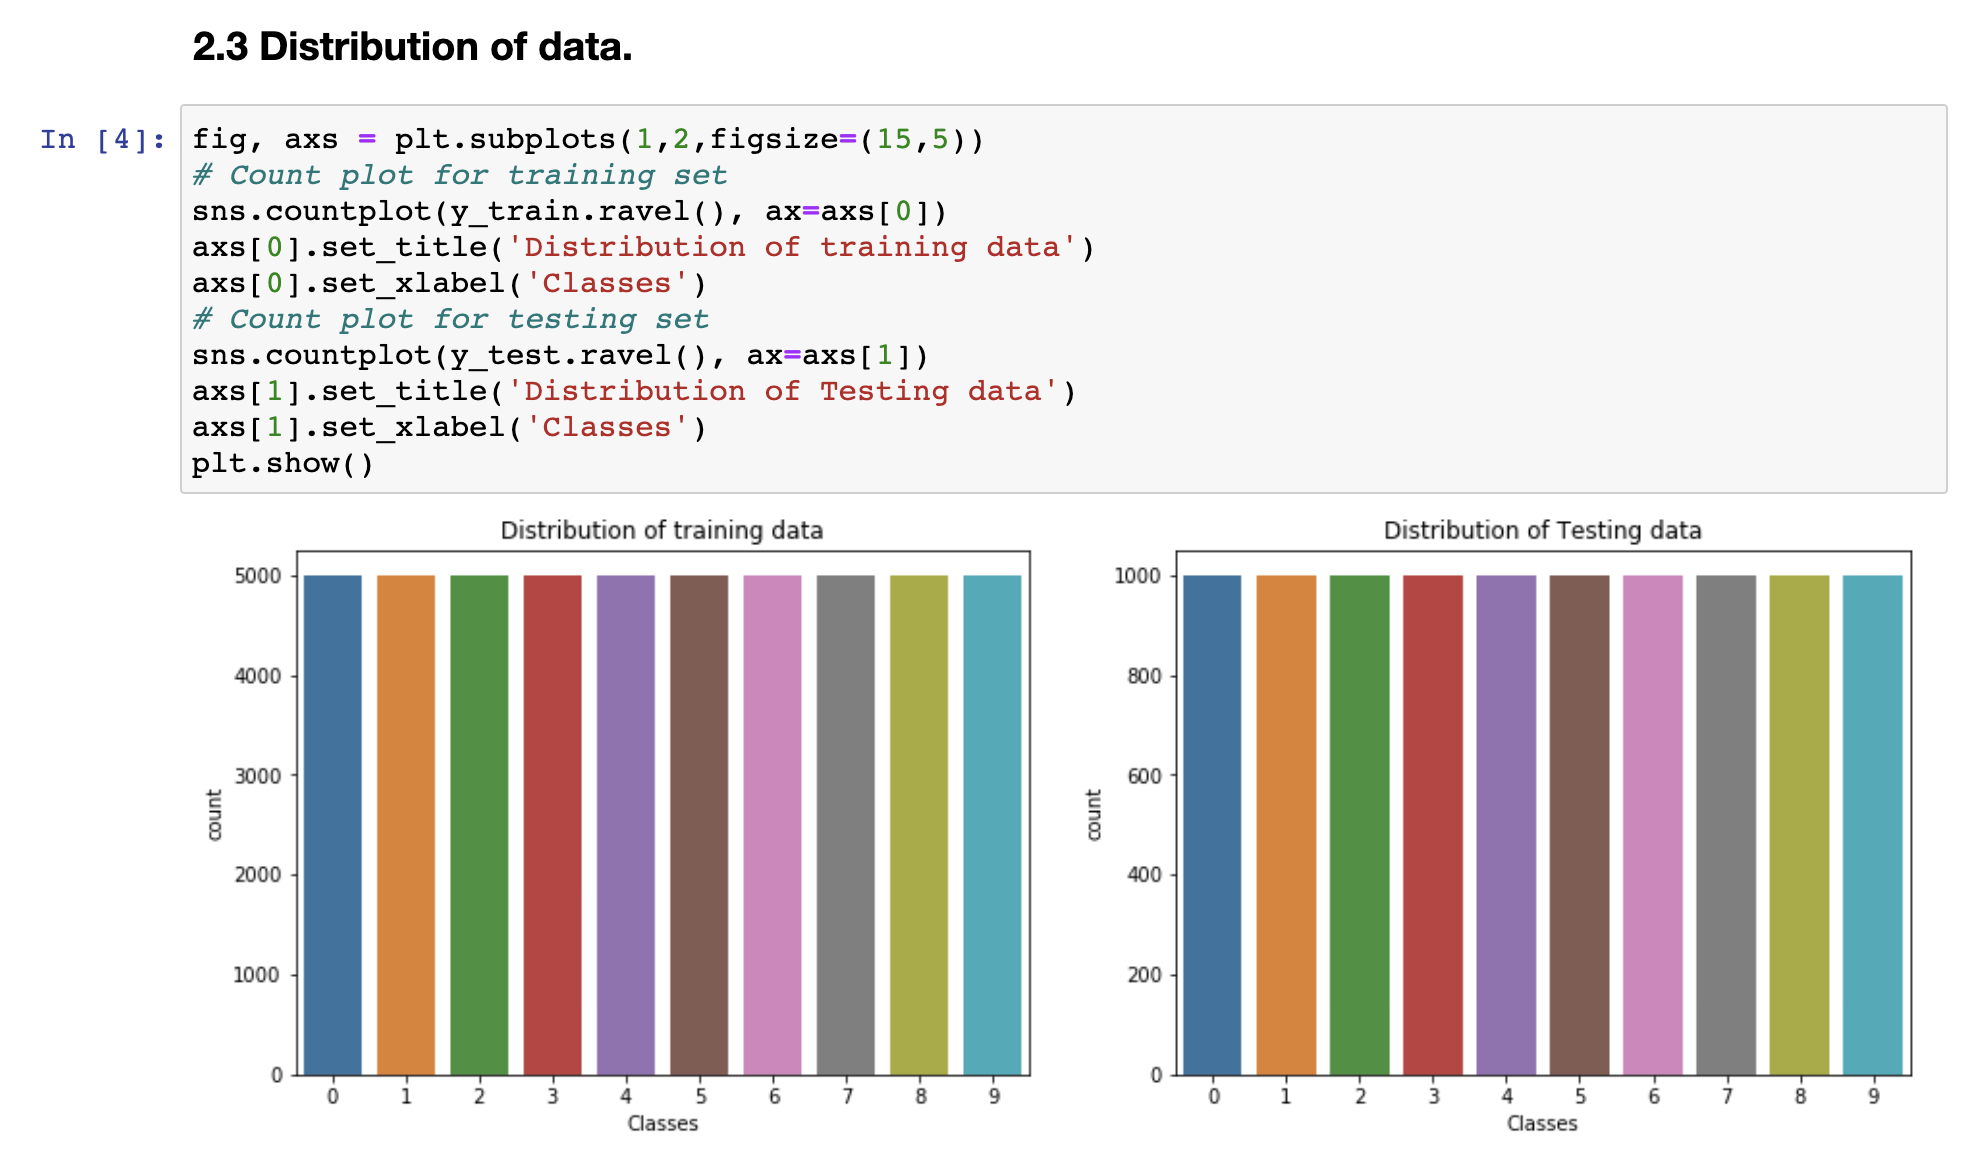 2.3 Distribution of data.
In [4]:
fig, axs = plt.subplots(1,2,figsize=(15,5))
# Count plot for training set
sns.countplot(y_train.ravel(), ax=axs[0])
axs[0].set_title('Distribution of training data')
axs[0].set_xlabel('Classes')
# Count plot for testing set
sns.countplot(y_test.ravel(), ax=axs[1])
axs[1].set_title('Distribution of Testing data')
axs[1].set_xlabel('Classes')
plt.show()
Distribution of training data
5000
4000
3000
2000
1000
0
count
0 1 2 3 4 5 6 7 8 9
Classes
Distribution of Testing data
1000
800
600
400
200
0
count
0 1 2 3 4 5 6 7 8 9
Classes